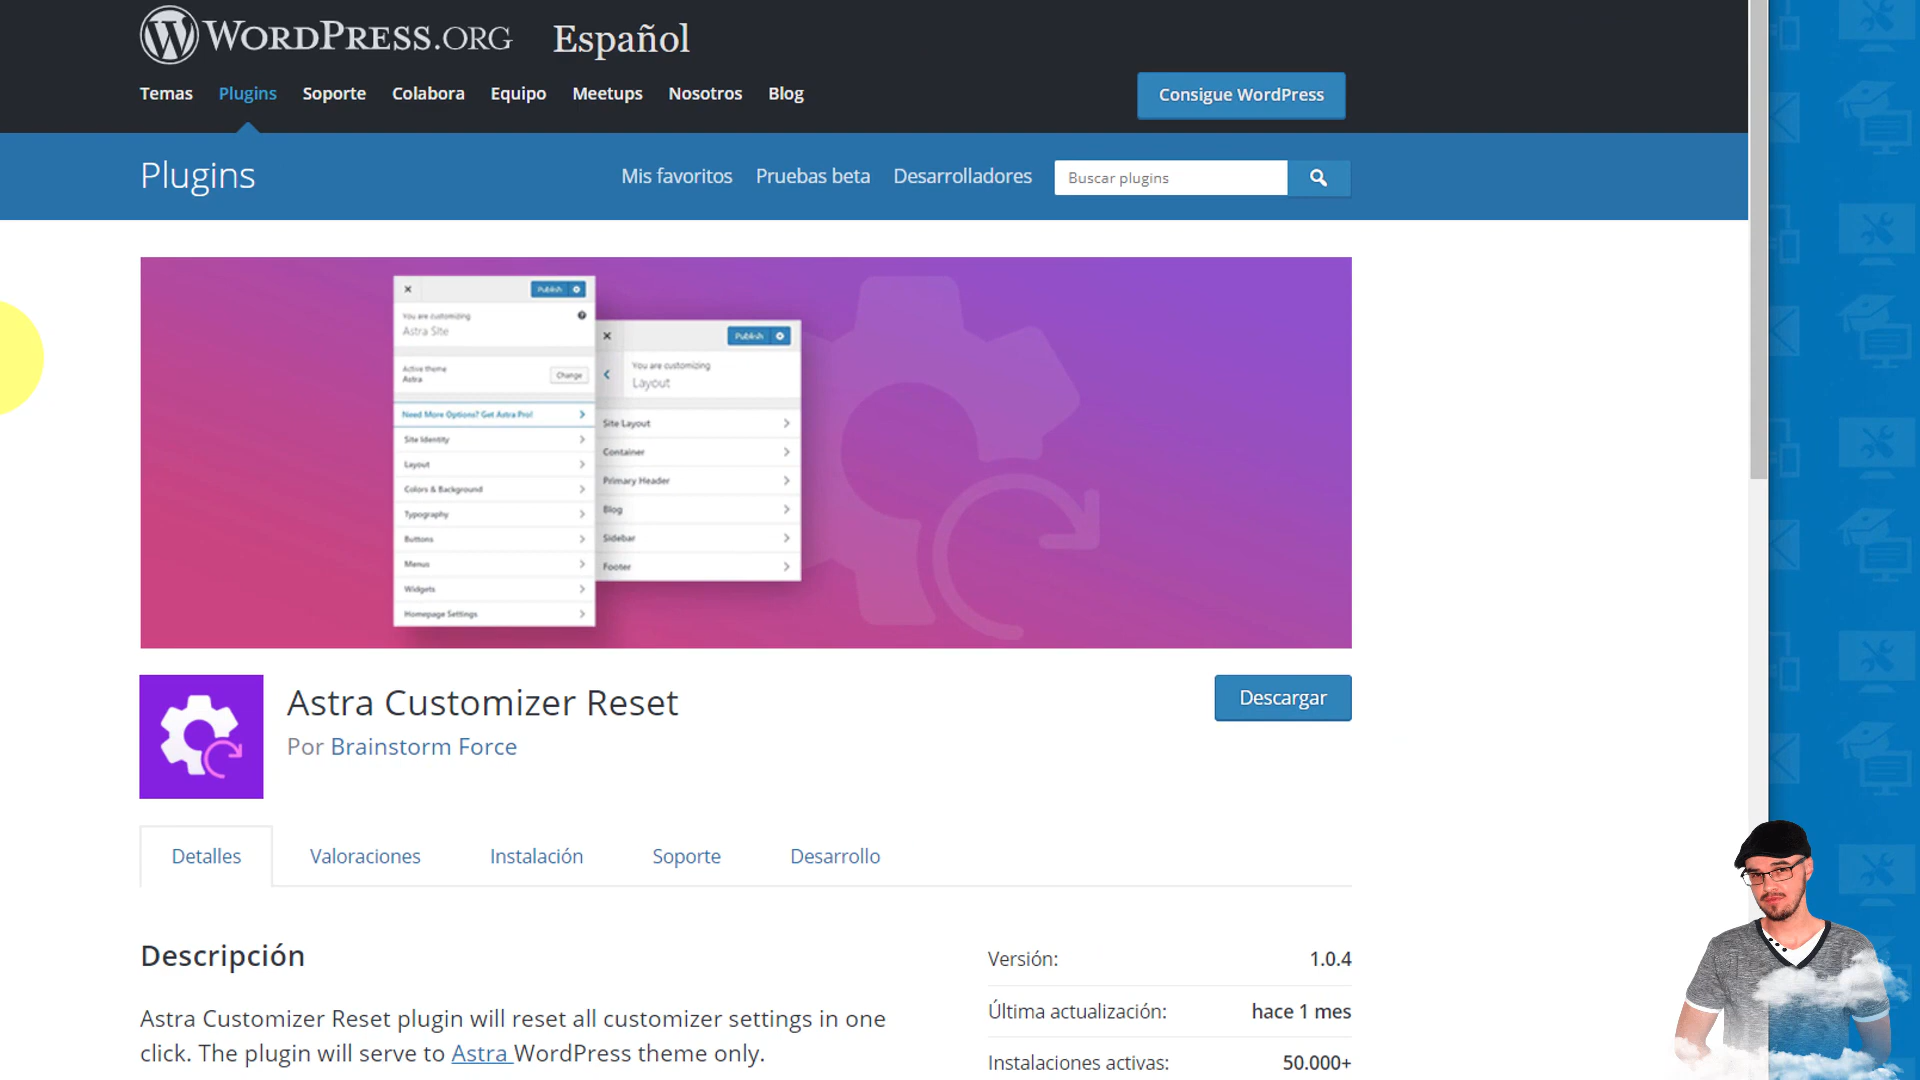 WORDPRESS.ORG Español
Temas Plugins Soporte Colabora Equipo Meetups Nosotros Blog
Consigue WordPress
Plugins
Mis favoritos Pruebas beta Desarrolladores Buscar plugins
Publish
You are customizing
Astra Site
Active theme
Astra
Change
Need More Options? Get Astra Pro!
Site Identity
Layout
Colors & Background
Typography
Buttons
Menus
Widgets
Homepage Settings
Publish
You are customizing
Layout
Site Layout
Container
Primary Header
Blog
Sidebar
Footer
Astra Customizer Reset
Por Brainstorm Force
Descargar
Detalles Valoraciones Instalación Soporte Desarrollo
Descripción
Astra Customizer Reset plugin will reset all customizer settings in one
click. The plugin will serve to Astra WordPress theme only.
Versión: 1.0.4
Última actualización: hace 1 mes
Instalaciones activas: 50.000+